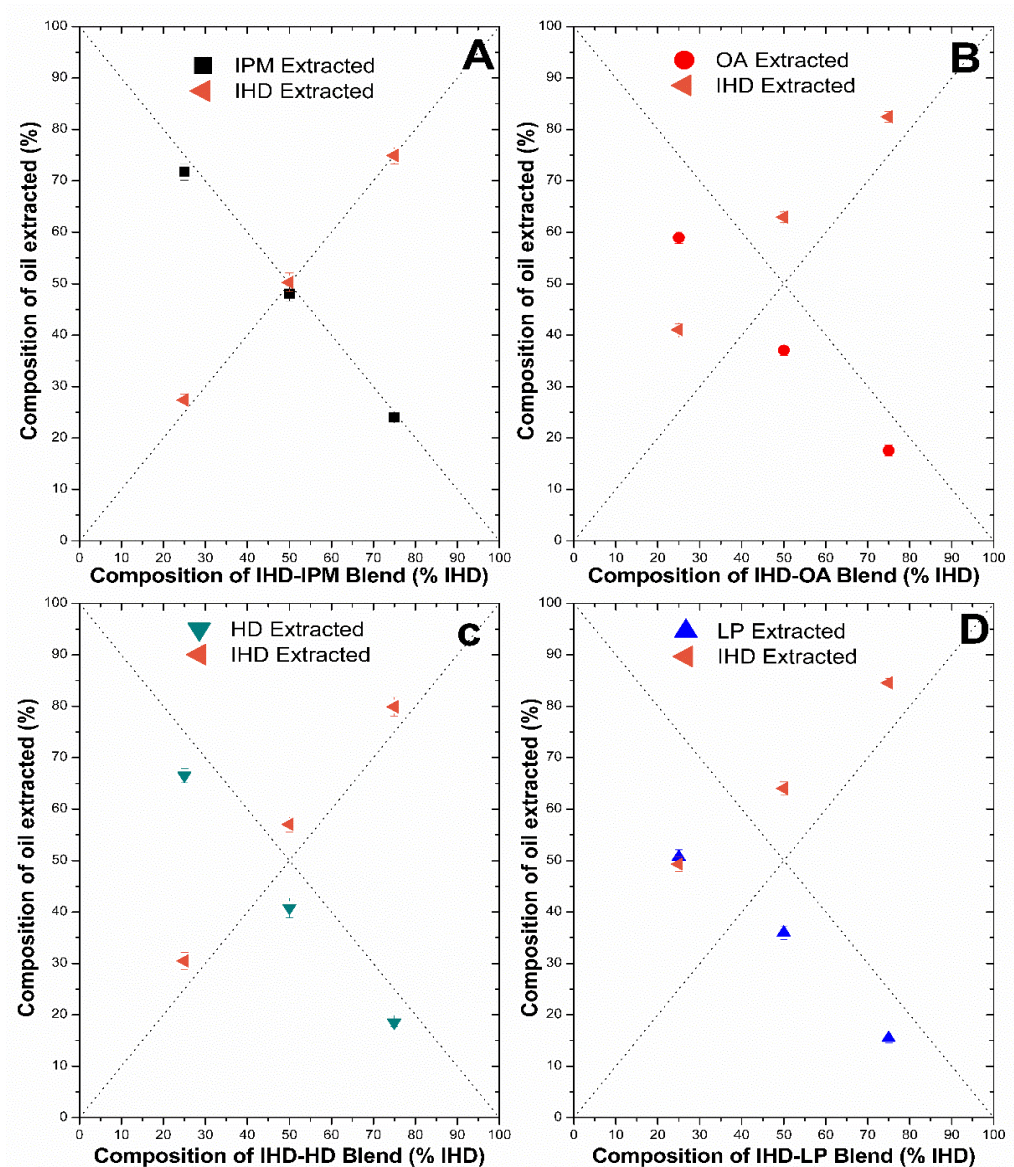 A
IPM Extracted
IHD Extracted
Composition of oil extracted (%)
100
90
80
70
60
50
40
30
20
10
0
0 10 20 30 40 50 60 70 80 90 100
Composition of IHD-IPM Blend (% IHD)
B
OA Extracted
IHD Extracted
Composition of oil extracted (%)
100
90
80
70
60
50
40
30
20
10
0
0 10 20 30 40 50 60 70 80 90 100
Composition of IHD-OA Blend (% IHD)
c
HD Extracted
IHD Extracted
Composition of oil extracted (%)
100
90
80
70
60
50
40
30
20
10
0
0 10 20 30 40 50 60 70 80 90 100
Composition of IHD-HD Blend (% IHD)
D
LP Extracted
IHD Extracted
Composition of oil extracted (%)
100
90
80
70
60
50
40
30
20
10
0
0 10 20 30 40 50 60 70 80 90 100
Composition of IHD-LP Blend (% IHD)